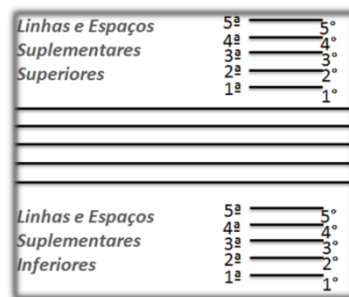 Linhas e Espaços
Suplementares
Superiores
5ª 5°
4ª 4°
3ª 3°
2ª 2°
1ª 1°
Linhas e Espaços
Suplementares
Inferiores
5ª 5°
4ª 4°
3ª 3°
2ª 2°
1ª 1°